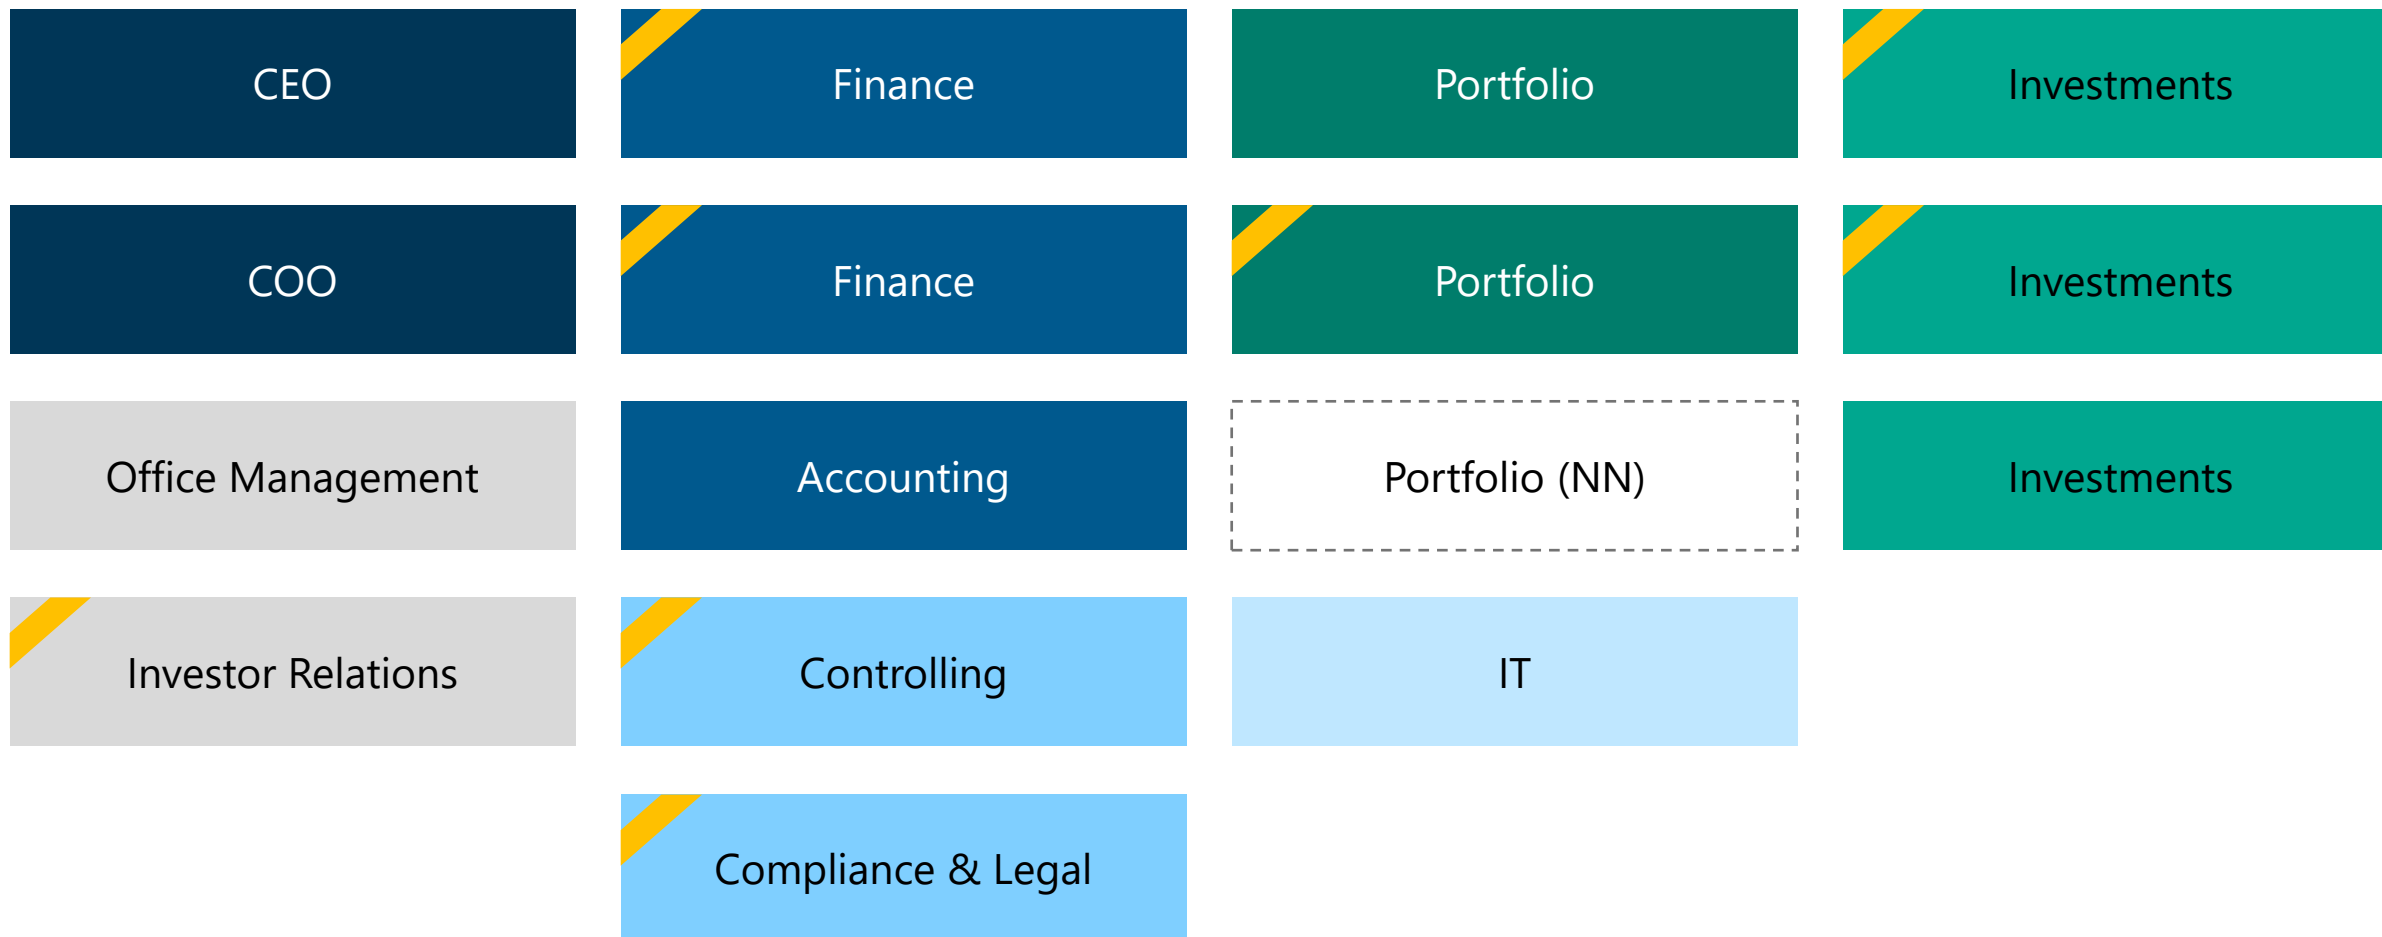 CEO
Finance
Portfolio
Investments
COO
Finance
Portfolio
Investments
Office Management
Accounting
Portfolio (NN)
Investments
Investor Relations
Controlling
IT
Compliance & Legal